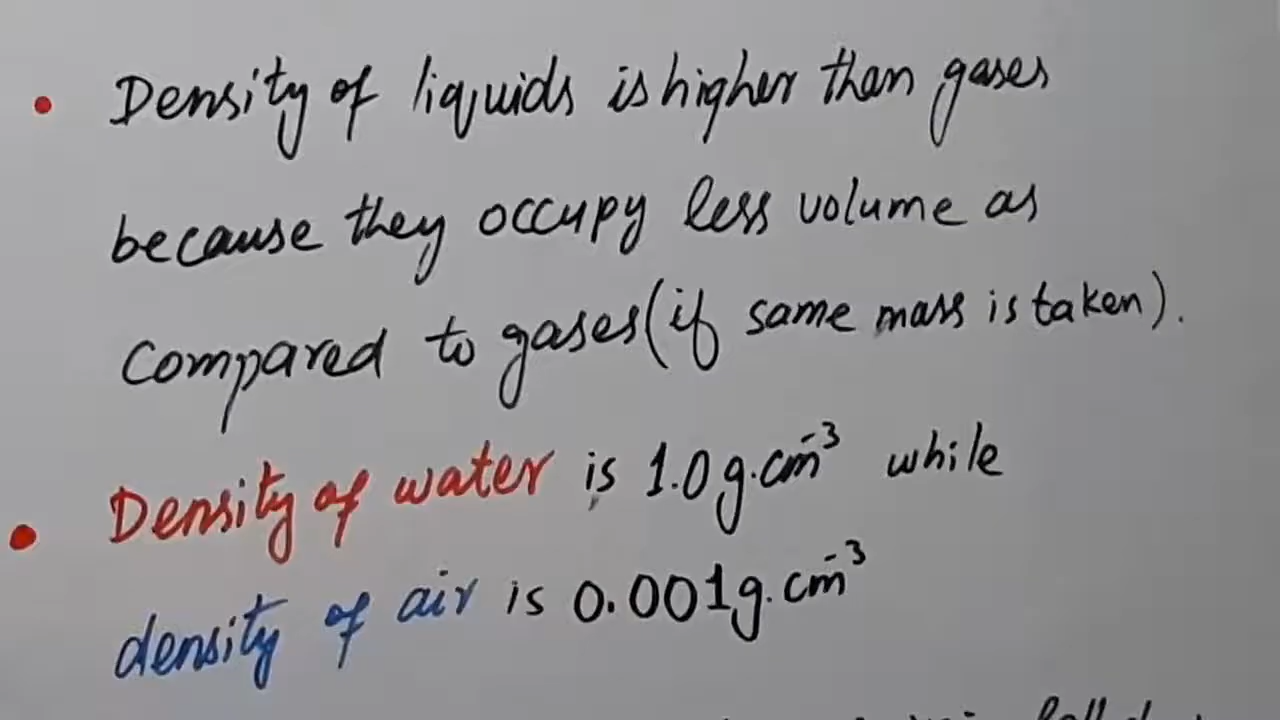 • Density of liquids is higher than gases
because they occupy less volume as
compared to gases (if same mass is taken).
• Density of water is 1.0 g.cm⁻³ while
density of air is 0.001g.cm⁻³